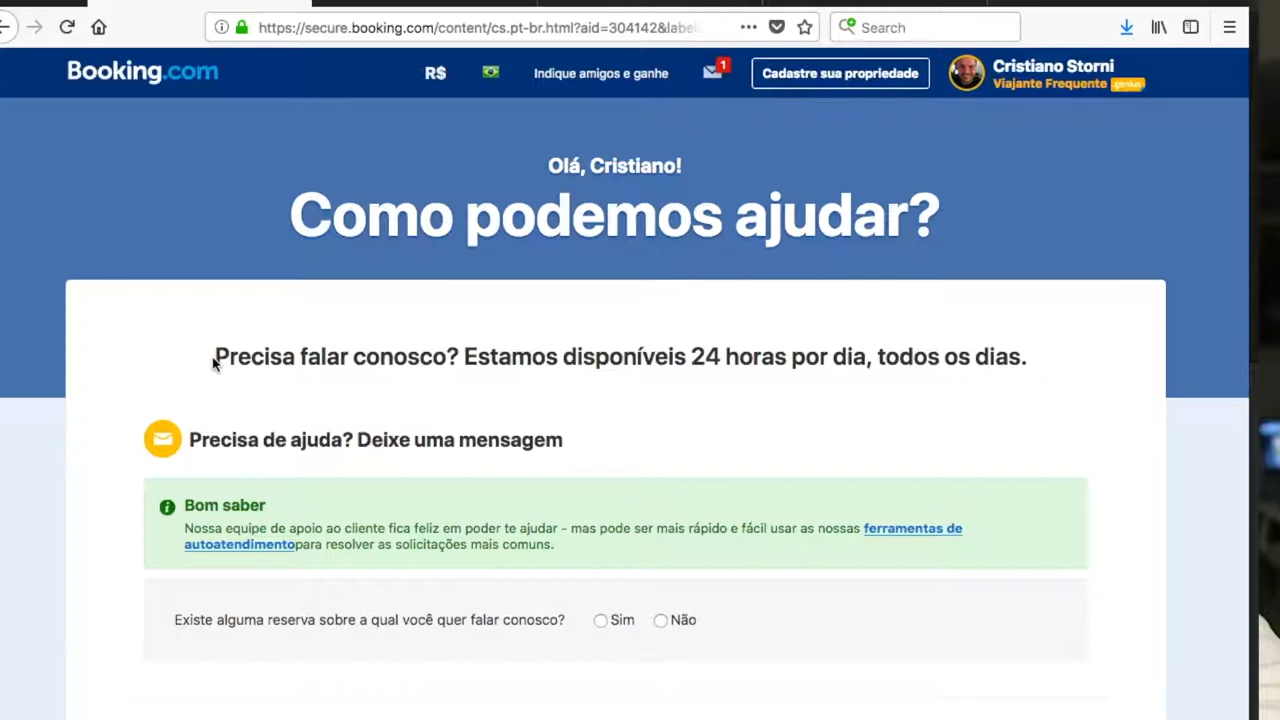 https://secure.booking.com/content/cs.pt-br.html?aid=304142&label
Search
Booking.com
R$
Indique amigos e ganhe
1
Cadastre sua propriedade
Cristiano Storni
Viajante Frequente genius
Olá, Cristiano!
Como podemos ajudar?
Precisa falar conosco? Estamos disponíveis 24 horas por dia, todos os dias.
Precisa de ajuda? Deixe uma mensagem
Bom saber
Nossa equipe de apoio ao cliente fica feliz em poder te ajudar - mas pode ser mais rápido e fácil usar as nossas ferramentas de
autoatendimentopara resolver as solicitações mais comuns.
Existe alguma reserva sobre a qual você quer falar conosco? Sim Não